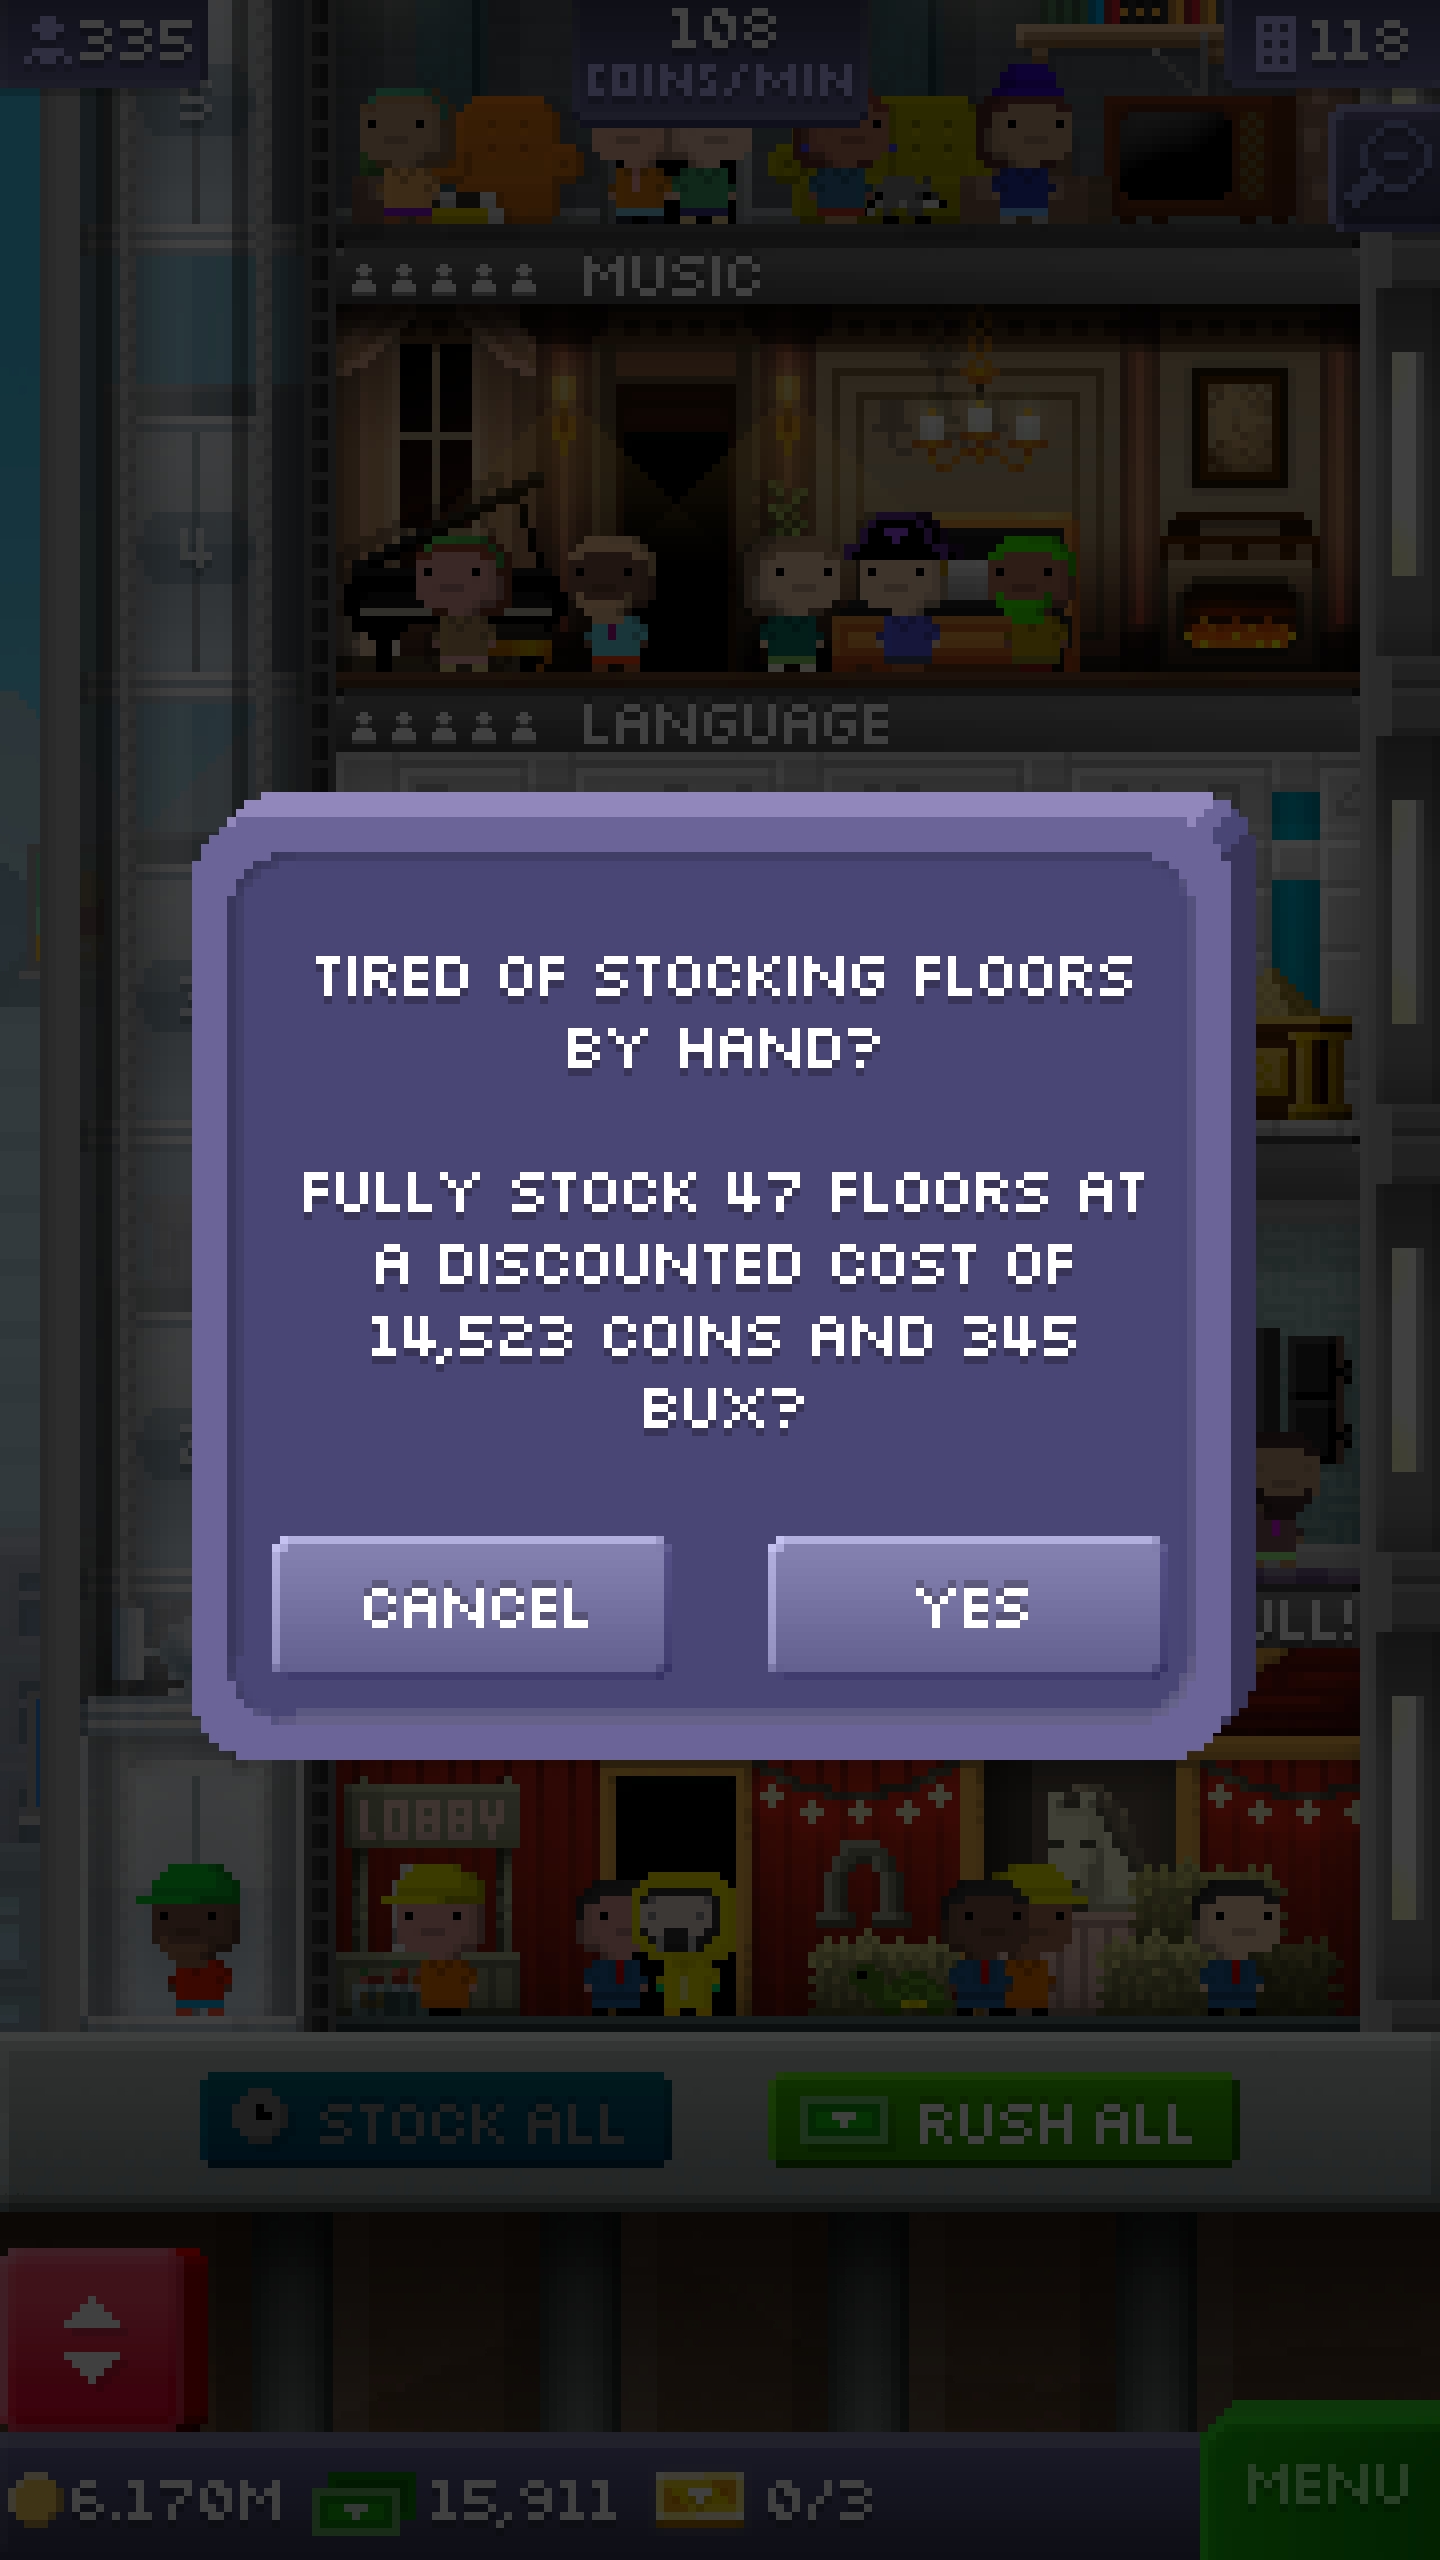 335
108
COINS/MIN
118
5
MUSIC
4
LANGUAGE
TIRED OF STOCKING FLOORS
BY HAND?
FULLY STOCK 47 FLOORS AT
A DISCOUNTED COST OF
14,523 COINS AND 345
BUX?
CANCEL
YES
LOBBY
STOCK ALL
RUSH ALL
6.170M
15,911
0/3
MENU